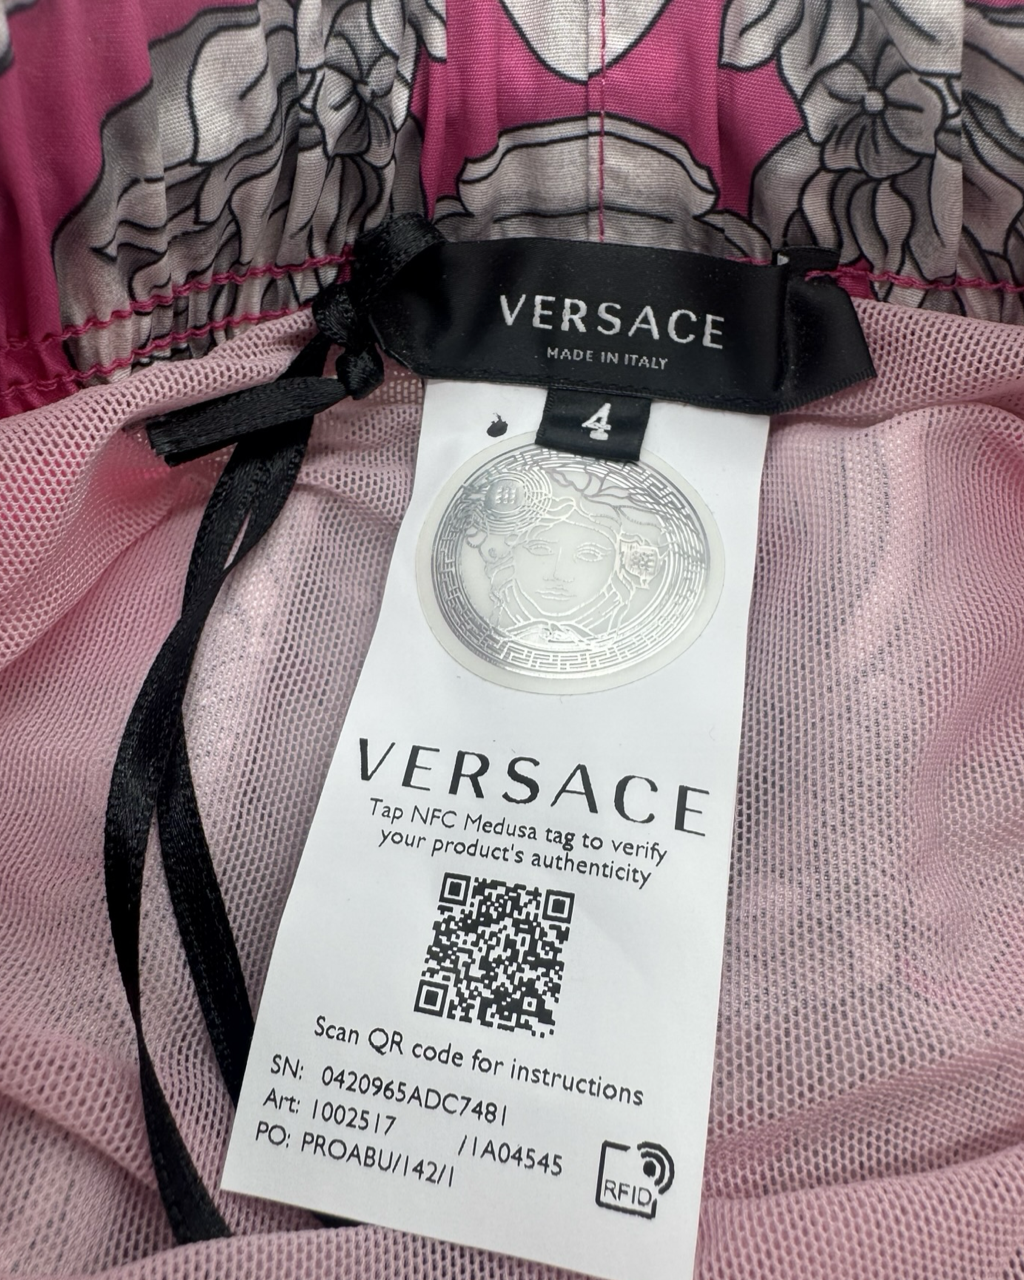 VERSACE
MADE IN ITALY
4
VERSACE
Tap NFC Medusa tag to verify
your product's authenticity
Scan QR code for instructions
SN: 0420965ADC7481
Art: 1002517 /1A04545
PO: PROABU/142/1
RFID